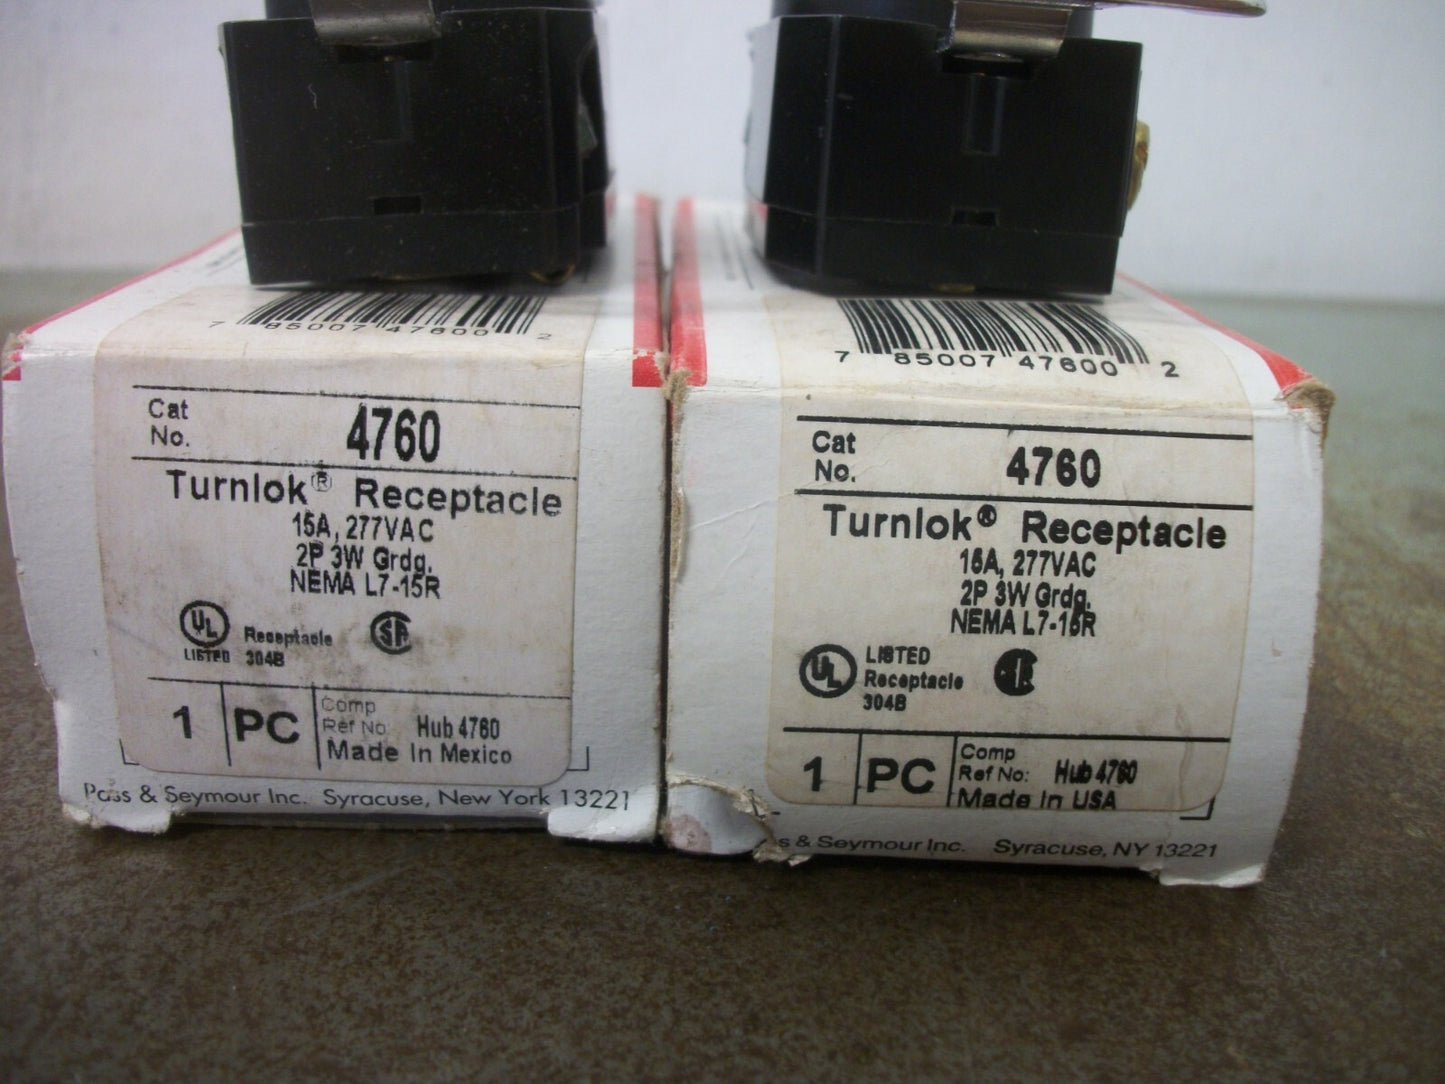 7 85007 47600 2
Cat No. 4760
Turnlok® Receptacle
15A, 277VAC
2P 3W Grdg.
NEMA L7-15R
UL LISTED Receptacle 304B SA
1 PC Comp Ref No: Hub 4760
Made In Mexico
Pass & Seymour Inc. Syracuse, New York 13221
7 85007 47600 2
Cat No. 4760
Turnlok® Receptacle
15A, 277VAC
2P 3W Grdg.
NEMA L7-15R
UL LISTED Receptacle 304B
1 PC Comp Ref No: Hub 4760
Made In USA
s & Seymour Inc. Syracuse, NY 13221